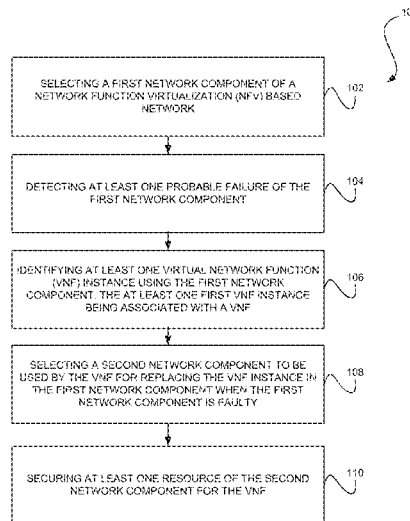 SELECTING A FIRST NETWORK COMPONENT OF A
NETWORK FUNCTION VIRTUALIZATION (NFV) BASED
NETWORK
102
DETECTING AT LEAST ONE PROBABLE FAILURE OF THE
FIRST NETWORK COMPONENT
104
IDENTIFYING AT LEAST ONE VIRTUAL NETWORK FUNCTION
(VNF) INSTANCE USING THE FIRST NETWORK
COMPONENT, THE AT LEAST ONE FIRST VNF INSTANCE
BEING ASSOCIATED WITH A VNF
106
SELECTING A SECOND NETWORK COMPONENT TO BE
USED BY THE VNF FOR REPLACING THE VNF INSTANCE IN
THE FIRST NETWORK COMPONENT WHEN THE FIRST
NETWORK COMPONENT IS FAULTY
108
SECURING AT LEAST ONE RESOURCE OF THE SECOND
NETWORK COMPONENT FOR THE VNF
110